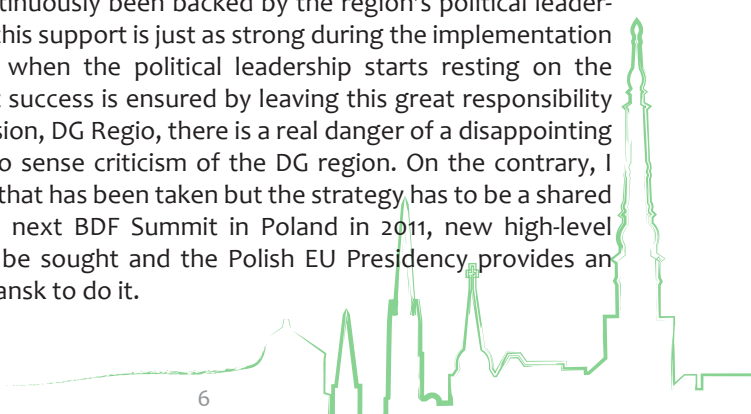 tinuously been backed by the region's political leader-
this support is just as strong during the implementation
when the political leadership starts resting on the
success is ensured by leaving this great responsibility
sion, DG Regio, there is a real danger of a disappointing
o sense criticism of the DG region. On the contrary, I
that has been taken but the strategy has to be a shared
next BDF Summit in Poland in 2011, new high-level
be sought and the Polish EU Presidency provides an
ansk to do it.
6